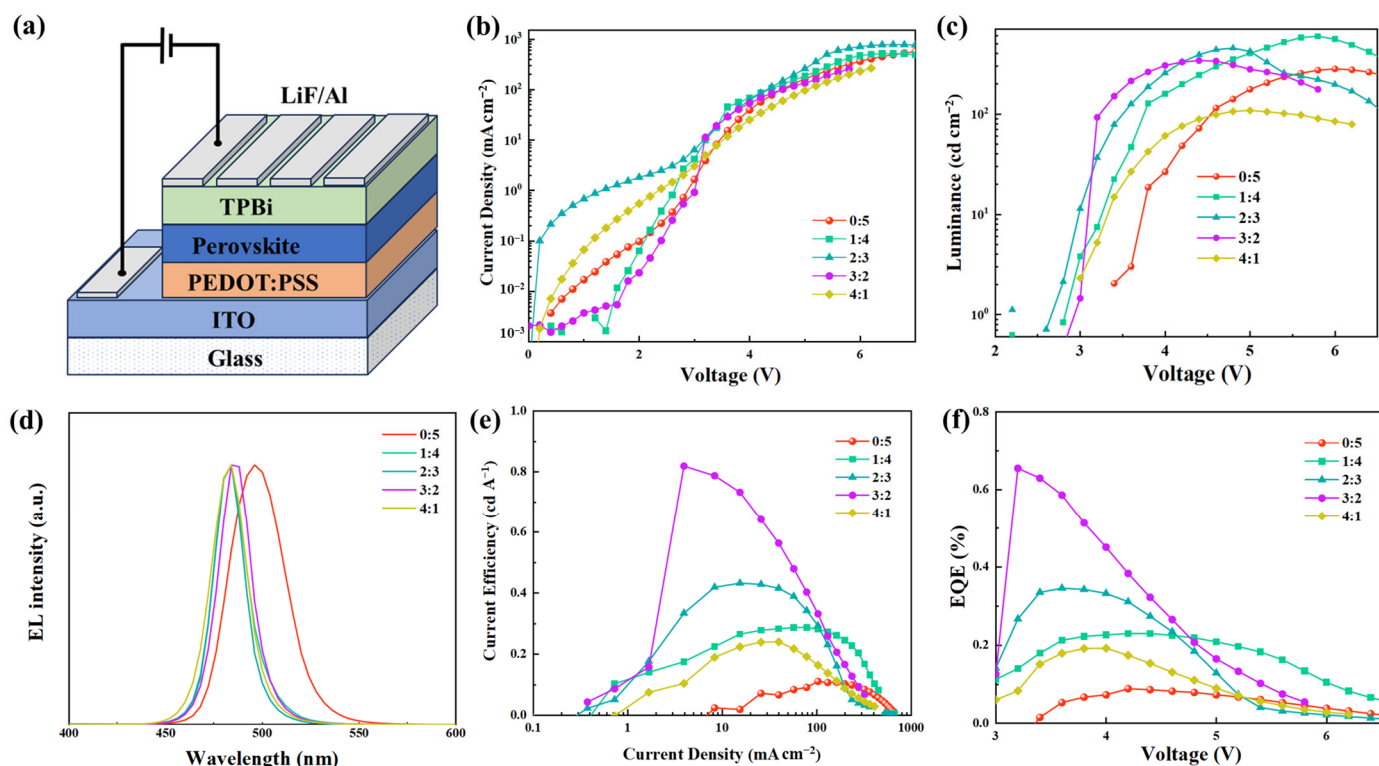 (a)
LiF/Al
TPBi
Perovskite
PEDOT:PSS
ITO
Glass
(b)
Current Density (mA cm⁻²)
10³
10²
10¹
10⁰
10⁻¹
10⁻²
10⁻³
0 2 4 6
Voltage (V)
0:5
1:4
2:3
3:2
4:1
(c)
Luminance (cd cm⁻²)
10²
10¹
10⁰
2 3 4 5 6
Voltage (V)
0:5
1:4
2:3
3:2
4:1
(d)
EL intensity (a.u.)
400 450 500 550 600
Wavelength (nm)
0:5
1:4
2:3
3:2
4:1
(e)
Current Efficiency (cd A⁻¹)
1.0
0.8
0.6
0.4
0.2
0.0
0.1 1 10 100 1000
Current Density (mA cm⁻²)
0:5
1:4
2:3
3:2
4:1
(f)
EQE (%)
0.8
0.6
0.4
0.2
0.0
3 4 5 6
Voltage (V)
0:5
1:4
2:3
3:2
4:1